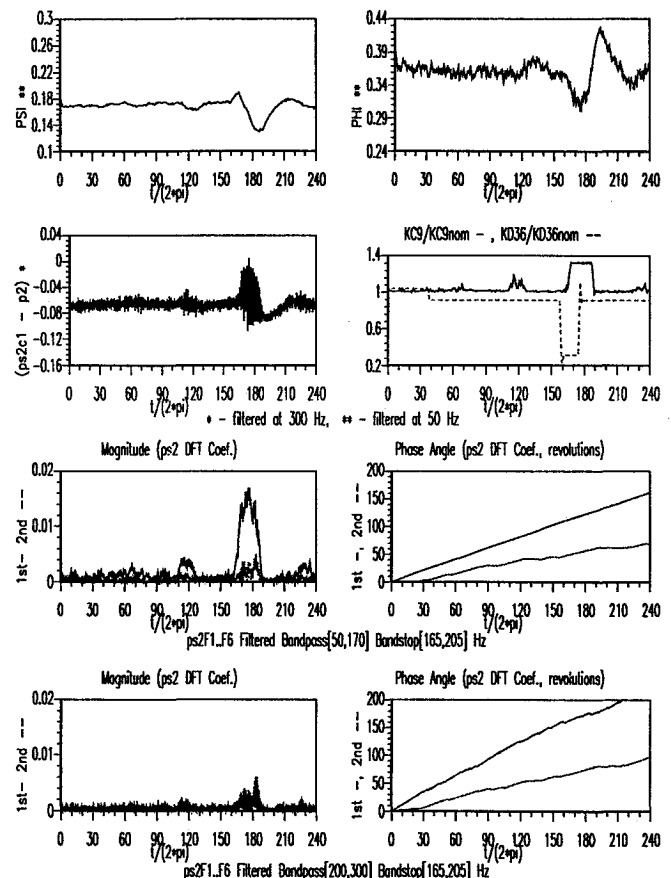 0.3
0.26
0.22
0.18
0.14
0.1
PSI **
0 30 60 90 120 150 180 210 240
t/(2*pi)
0.44
0.40
0.36
0.32
0.28
0.24
PHI **
0 30 60 90 120 150 180 210 240
t/(2*pi)
0.04
0
-0.04
-0.08
-0.12
-0.16
(ps2c1 - p2) *
0 30 60 90 120 150 180 210 240
t/(2*pi)
KC9/KC9nom - , KD36/KD36nom --
1.4
1
0.6
0.2
0 30 60 90 120 150 180 210 240
t/(2*pi)
* - filtered at 300 Hz, ** - filtered at 50 Hz
Magnitude (ps2 DFT Coef.)
0.02
0.01
0
1st- 2nd --
0 30 60 90 120 150 180 210 240
t/(2*pi)
Phase Angle (ps2 DFT Coef., revolutions)
200
150
100
50
0
1st -, 2nd --
0 30 60 90 120 150 180 210 240
t/(2*pi)
ps2F1..F6 Filtered Bandpass[50,170] Bandstop[165,205] Hz
Magnitude (ps2 DFT Coef.)
0.02
0.01
0
1st- 2nd --
0 30 60 90 120 150 180 210 240
t/(2*pi)
Phase Angle (ps2 DFT Coef., revolutions)
200
150
100
50
0
1st -, 2nd --
0 30 60 90 120 150 180 210 240
t/(2*pi)
ps2F1..F6 Filtered Bandpass[200,300] Bandstop[165,205] Hz